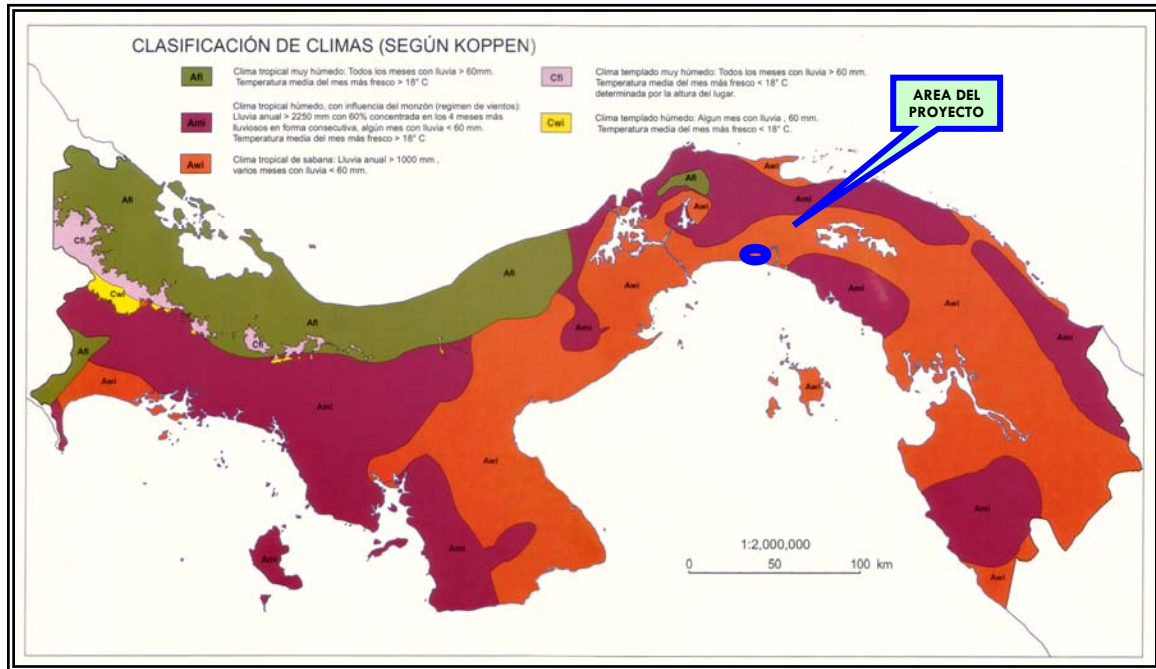 CLASIFICACIÓN DE CLIMAS (SEGÚN KOPPEN)
Afi
Clima tropical muy húmedo: Todos los meses con lluvia > 60mm.
Temperatura media del mes más fresco > 18° C
Ami
Clima tropical húmedo, con influencia del monzón (regimen de vientos):
Lluvia anual > 2250 mm con 60% concentrada en los 4 meses más
lluviosos en forma consecutiva, algún mes con lluvia < 60 mm.
Temperatura media del mes más fresco > 18° C
Awi
Clima tropical de sabana: Lluvia anual > 1000 mm ,
varios meses con lluvia < 60 mm.
Cfi
Clima templado muy húmedo: Todos los meses con lluvia > 60 mm.
Temperatura media del mes más fresco < 18° C
determinada por la altura del lugar.
Cwi
Clima templado húmedo: Algun mes con lluvia , 60 mm.
Temperatura media del mes más fresco < 18° C.
AREA DEL
PROYECTO
Afi
Cfi
Cwi
Afi
Awi
Afi
Cfi
Afi
Ami
Ami
Awi
Ami
Ami
Awi
Afi
Awi
Awi
Ami
Ami
Awi
Ami
Awi
Ami
Awi
1:2,000,000
0 50 100 km